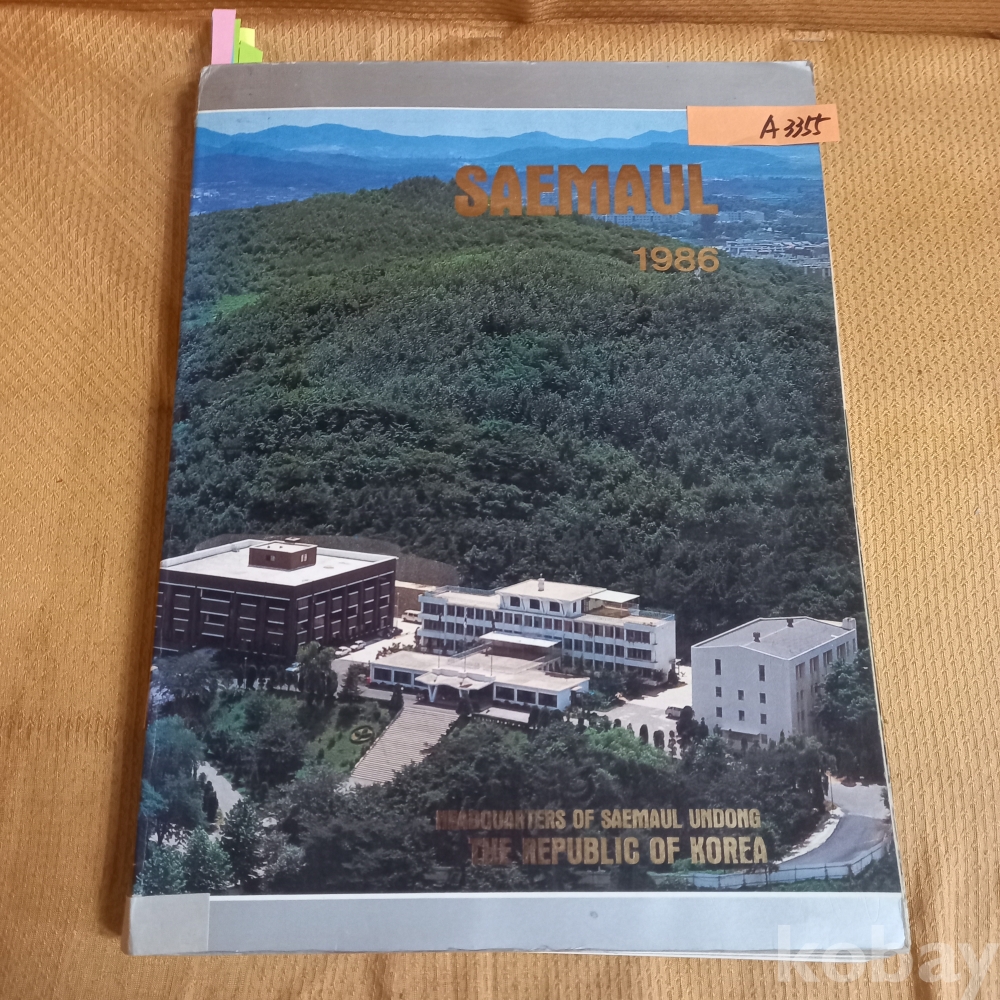 A3355
SAEMAUL
1986
HEADQUARTERS OF SAEMAUL UNDONG
THE REPUBLIC OF KOREA
kobay